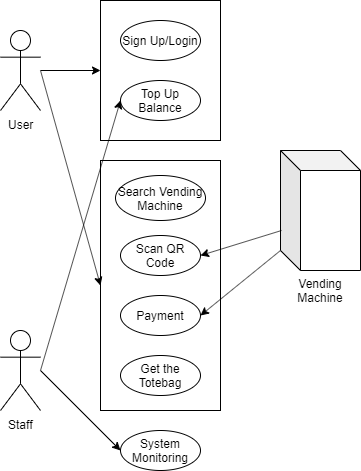 Sign Up/Login
User
Top Up
Balance
Search Vending
Machine
Scan QR
Code
Vending
Machine
Payment
Get the
Totebag
Staff
System
Monitoring